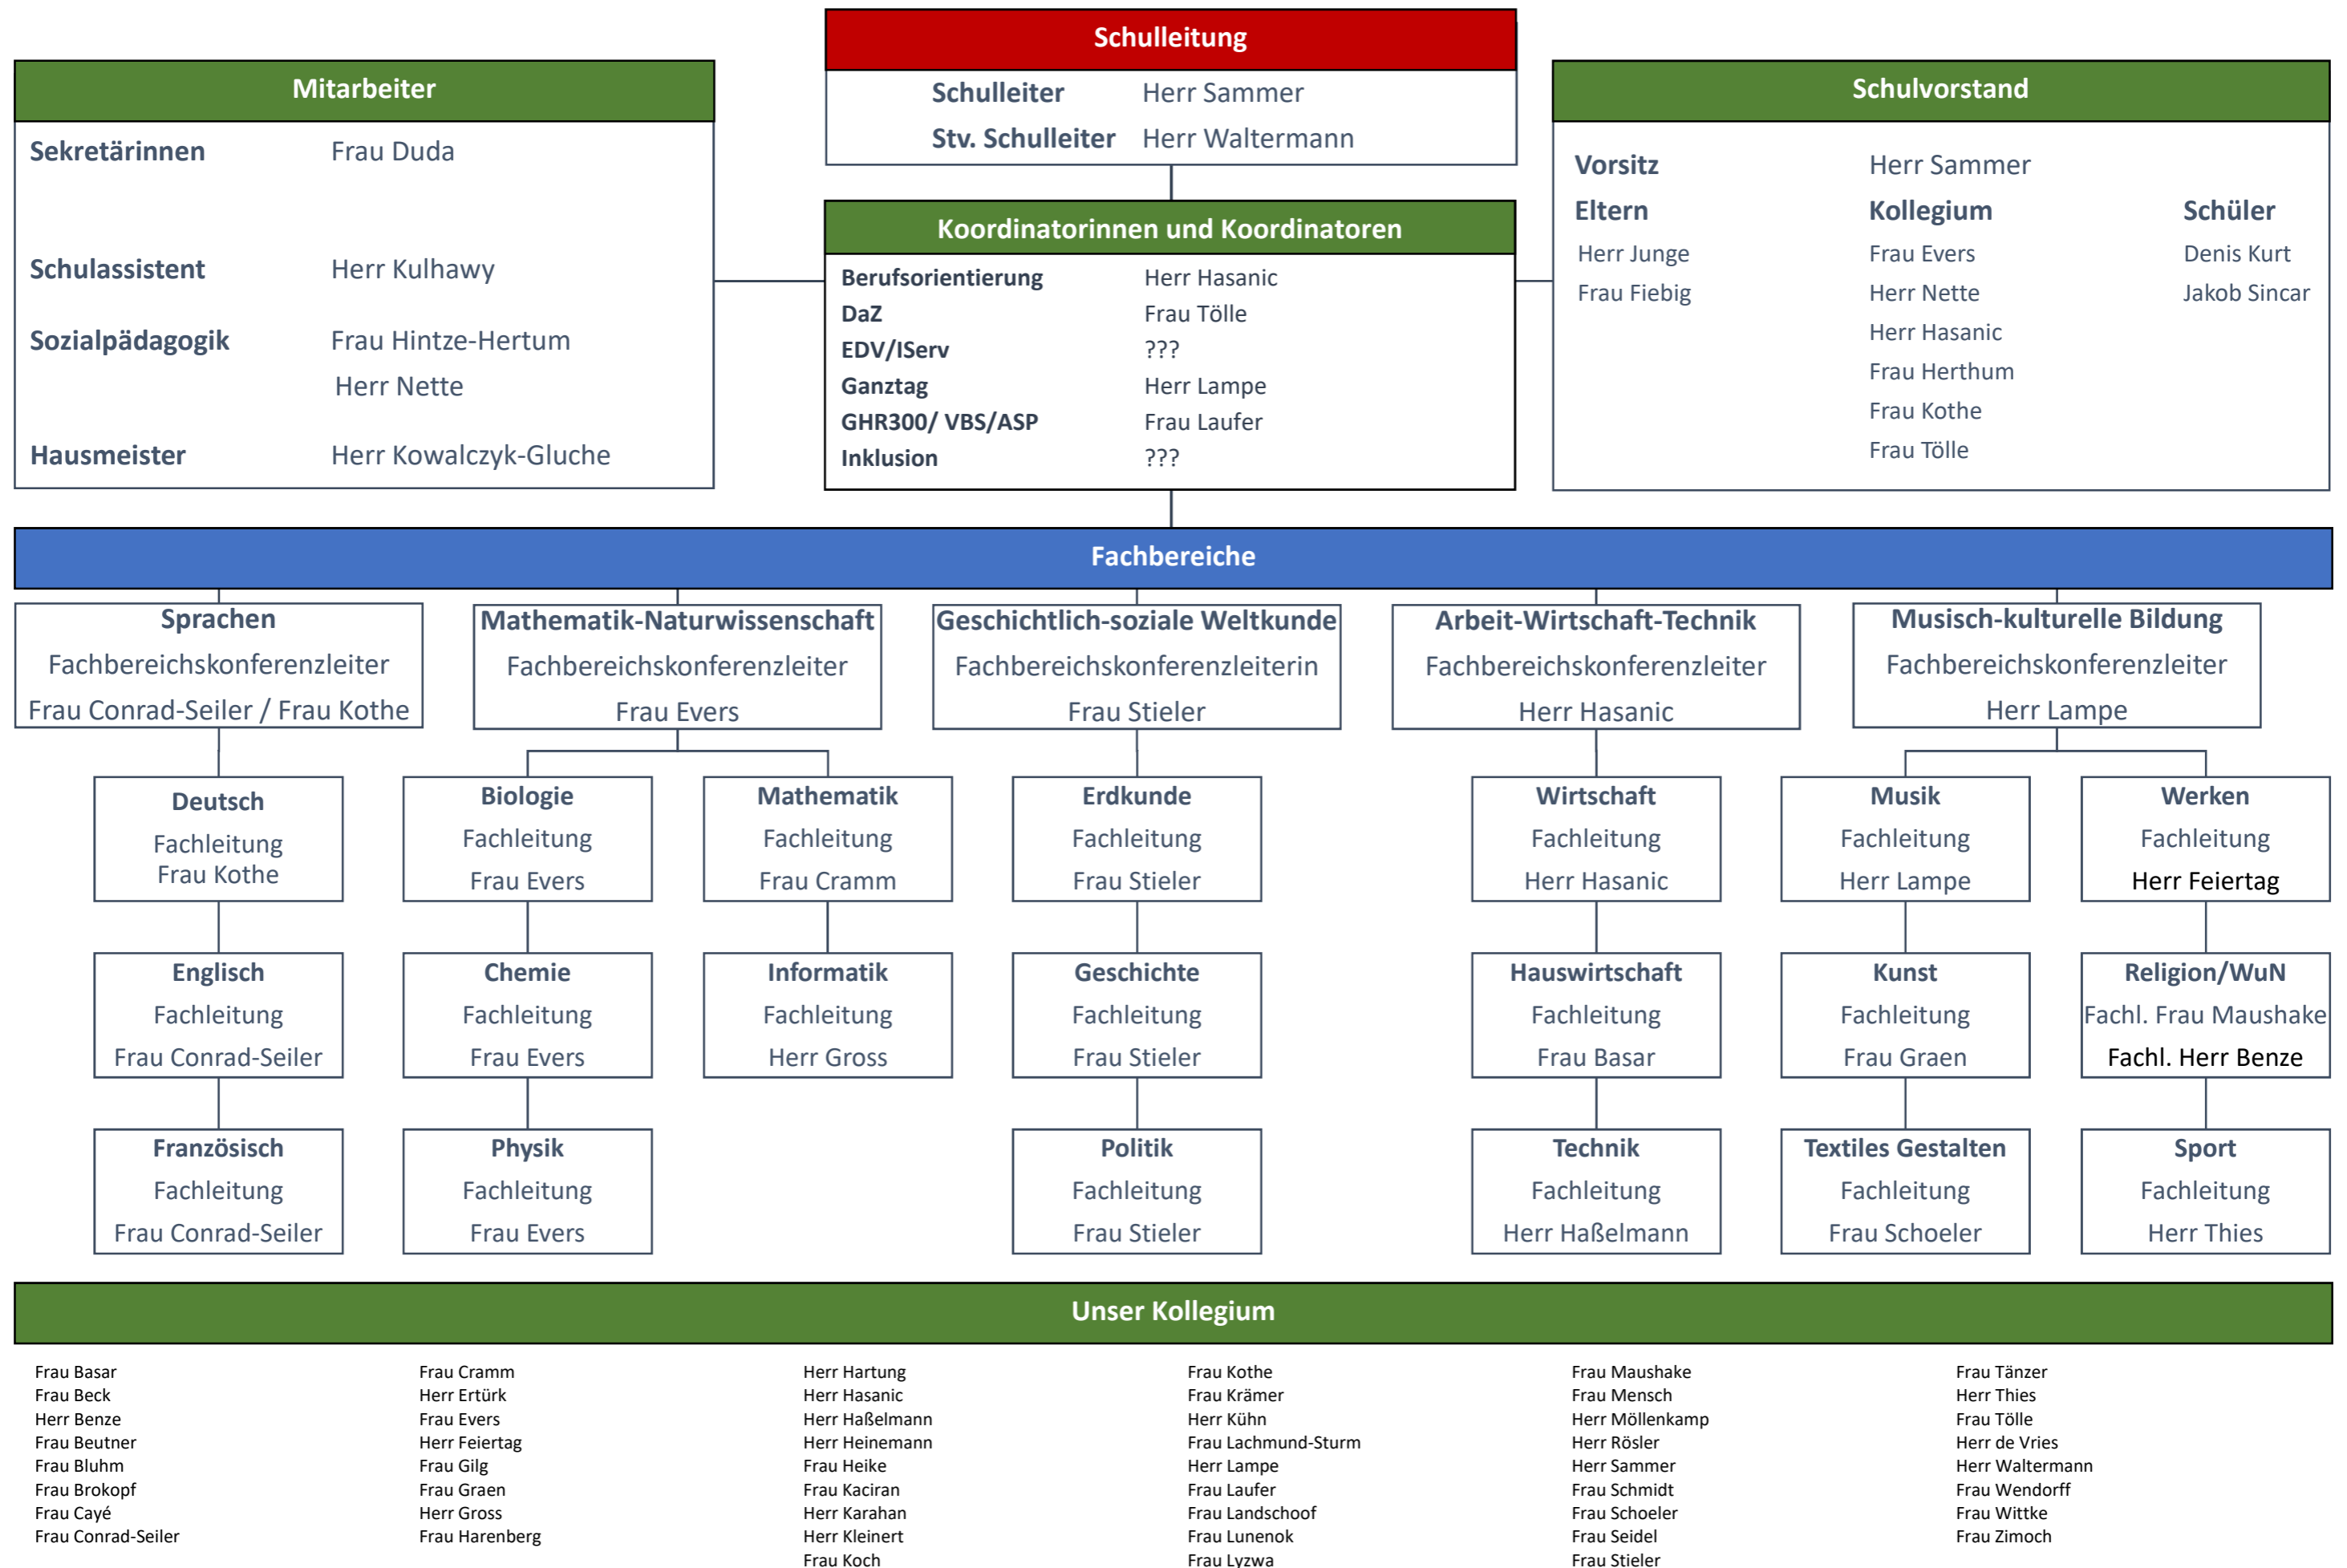 Schulleitung
Schulleiter Herr Sammer
Stv. Schulleiter Herr Waltermann
Mitarbeiter
Sekretärinnen Frau Duda
Schulassistent Herr Kulhawy
Sozialpädagogik Frau Hintze-Hertum
Herr Nette
Hausmeister Herr Kowalczyk-Gluche
Koordinatorinnen und Koordinatoren
Berufsorientierung Herr Hasanic
DaZ Frau Tölle
EDV/IServ ???
Ganztag Herr Lampe
GHR300/ VBS/ASP Frau Laufer
Inklusion ???
Schulvorstand
Vorsitz Herr Sammer
Eltern Kollegium Schüler
Herr Junge Frau Evers Denis Kurt
Frau Fiebig Herr Nette Jakob Sincar
Herr Hasanic
Frau Herthum
Frau Kothe
Frau Tölle
Fachbereiche
Sprachen
Fachbereichskonferenzleiter
Frau Conrad-Seiler / Frau Kothe
Deutsch
Fachleitung
Frau Kothe
Englisch
Fachleitung
Frau Conrad-Seiler
Französisch
Fachleitung
Frau Conrad-Seiler
Mathematik-Naturwissenschaft
Fachbereichskonferenzleiter
Frau Evers
Biologie
Fachleitung
Frau Evers
Chemie
Fachleitung
Frau Evers
Physik
Fachleitung
Frau Evers
Mathematik
Fachleitung
Frau Cramm
Informatik
Fachleitung
Herr Gross
Geschichtlich-soziale Weltkunde
Fachbereichskonferenzleiterin
Frau Stieler
Erdkunde
Fachleitung
Frau Stieler
Geschichte
Fachleitung
Frau Stieler
Politik
Fachleitung
Frau Stieler
Arbeit-Wirtschaft-Technik
Fachbereichskonferenzleiter
Herr Hasanic
Wirtschaft
Fachleitung
Herr Hasanic
Hauswirtschaft
Fachleitung
Frau Basar
Technik
Fachleitung
Herr Haßelmann
Musisch-kulturelle Bildung
Fachbereichskonferenzleiter
Herr Lampe
Musik
Fachleitung
Herr Lampe
Kunst
Fachleitung
Frau Graen
Textiles Gestalten
Fachleitung
Frau Schoeler
Werken
Fachleitung
Herr Feiertag
Religion/WuN
Fachl. Frau Maushake
Fachl. Herr Benze
Sport
Fachleitung
Herr Thies
Unser Kollegium
Frau Basar
Frau Beck
Herr Benze
Frau Beutner
Frau Bluhm
Frau Brokopf
Frau Cayé
Frau Conrad-Seiler
Frau Cramm
Herr Ertürk
Frau Evers
Herr Feiertag
Frau Gilg
Frau Graen
Herr Gross
Frau Harenberg
Herr Hartung
Herr Hasanic
Herr Haßelmann
Herr Heinemann
Frau Heike
Frau Kaciran
Herr Karahan
Herr Kleinert
Frau Koch
Frau Kothe
Frau Krämer
Herr Kühn
Frau Lachmund-Sturm
Herr Lampe
Frau Laufer
Frau Landschoof
Frau Lunenok
Frau Lyzwa
Frau Maushake
Frau Mensch
Herr Möllenkamp
Herr Rösler
Herr Sammer
Frau Schmidt
Frau Schoeler
Frau Seidel
Frau Stieler
Frau Tänzer
Herr Thies
Frau Tölle
Herr de Vries
Herr Waltermann
Frau Wendorff
Frau Wittke
Frau Zimoch